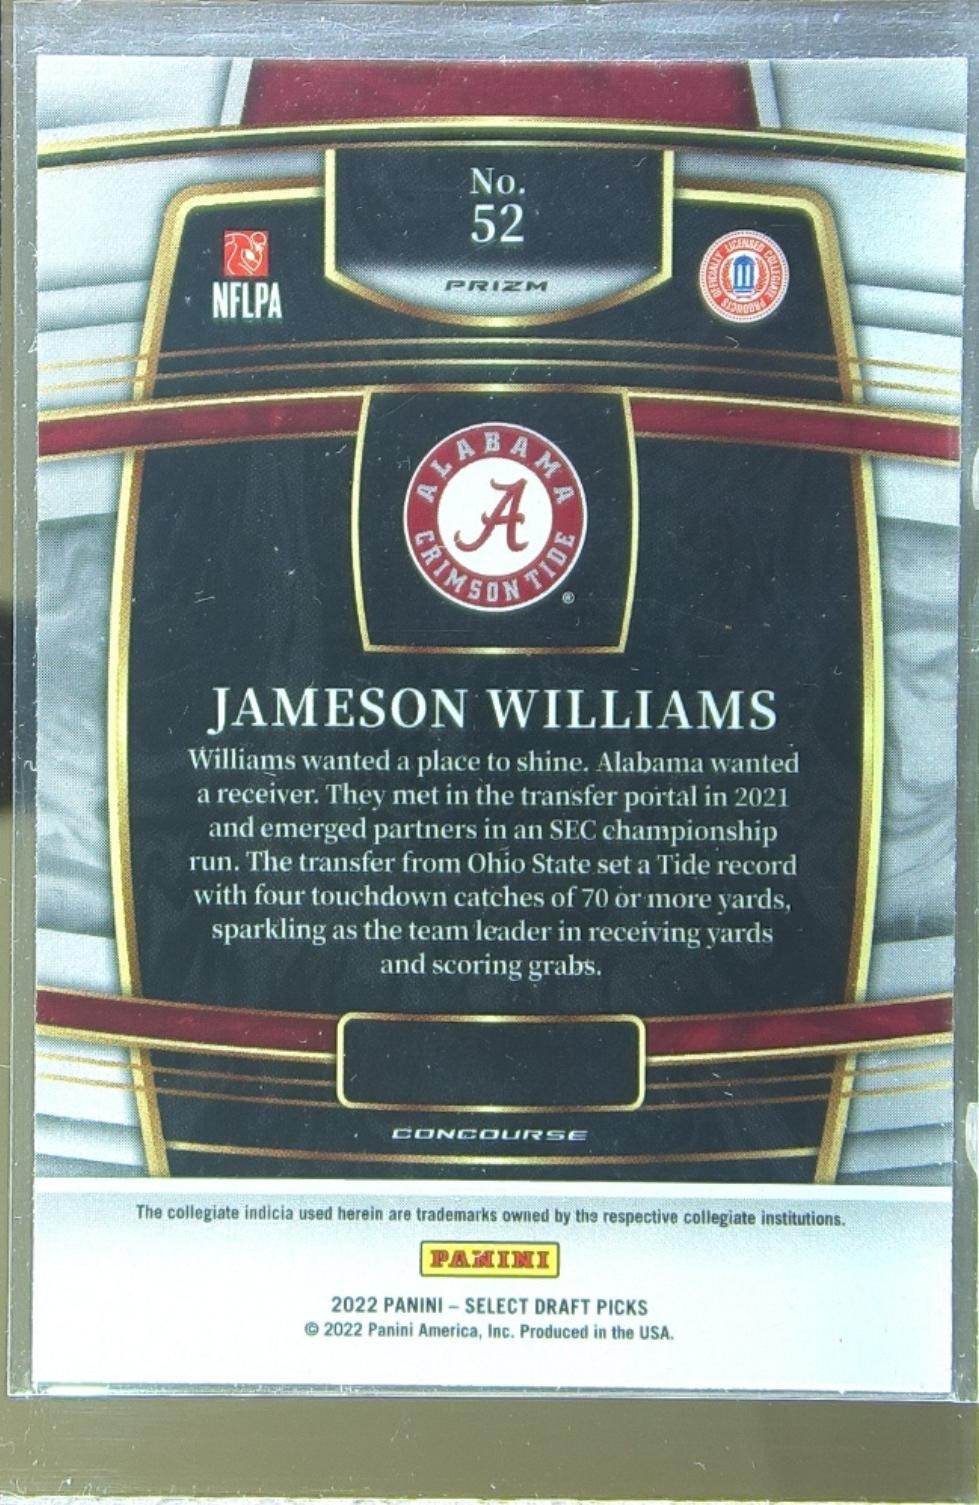 No.
52
PRIZM
NFLPA
OFFICIALLY LICENSED COLLEGIATE PRODUCTS
ALABAMA
A
CRIMSON TIDE
®
JAMESON WILLIAMS
Williams wanted a place to shine. Alabama wanted
a receiver. They met in the transfer portal in 2021
and emerged partners in an SEC championship
run. The transfer from Ohio State set a Tide record
with four touchdown catches of 70 or more yards,
sparkling as the team leader in receiving yards
and scoring grabs.
CONCOURSE
The collegiate indicia used herein are trademarks owned by the respective collegiate institutions.
PANINI
2022 PANINI – SELECT DRAFT PICKS
© 2022 Panini America, Inc. Produced in the USA.